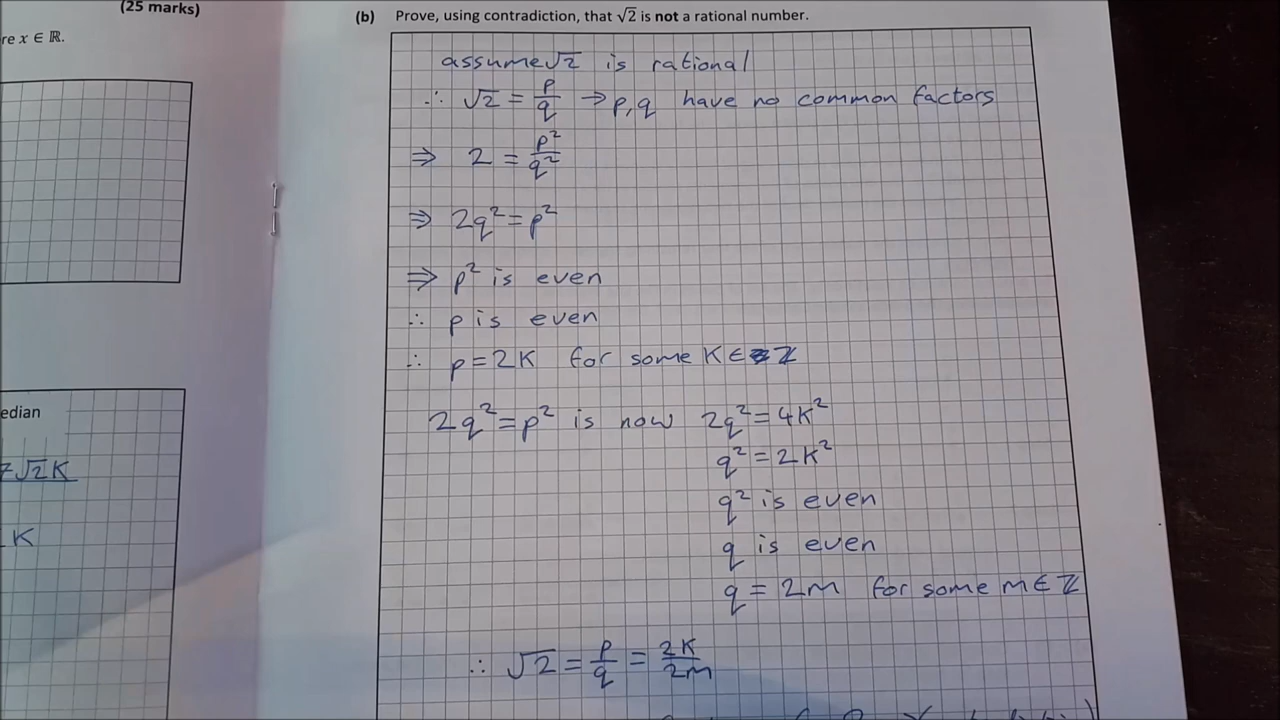 (25 marks)
re x ∈ ℝ.
edian
7√2K
K
(b) Prove, using contradiction, that √2 is not a rational number.
assume √2 is rational
∴ √2 = p/q ⇒ p,q have no common factors
⇒ 2 = p²/q²
⇒ 2q² = p²
⇒ p² is even
∴ p is even
∴ p = 2K for some K ∈ ℤ
2q² = p² is now 2q² = 4K²
q² = 2K²
q² is even
q is even
q = 2m for some m ∈ ℤ
∴ √2 = p/q = 2K/2m